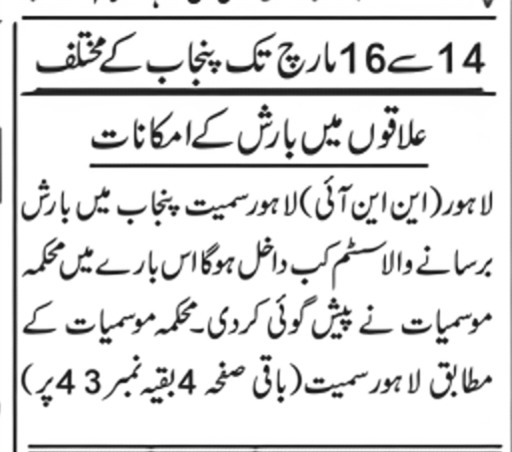 14 سے 16 مارچ تک پنجاب کے مختلف
علاقوں میں بارش کے امکانات
لاہور (این این آئی) لاہور سمیت پنجاب میں بارش
برسانے والا سسٹم کب داخل ہوگا اس بارے میں محکمہ
موسمیات نے پیش گوئی کردی۔ محکمہ موسمیات کے
مطابق لاہور سمیت (باقی صفحہ 4 بقیہ نمبر 43 پر)